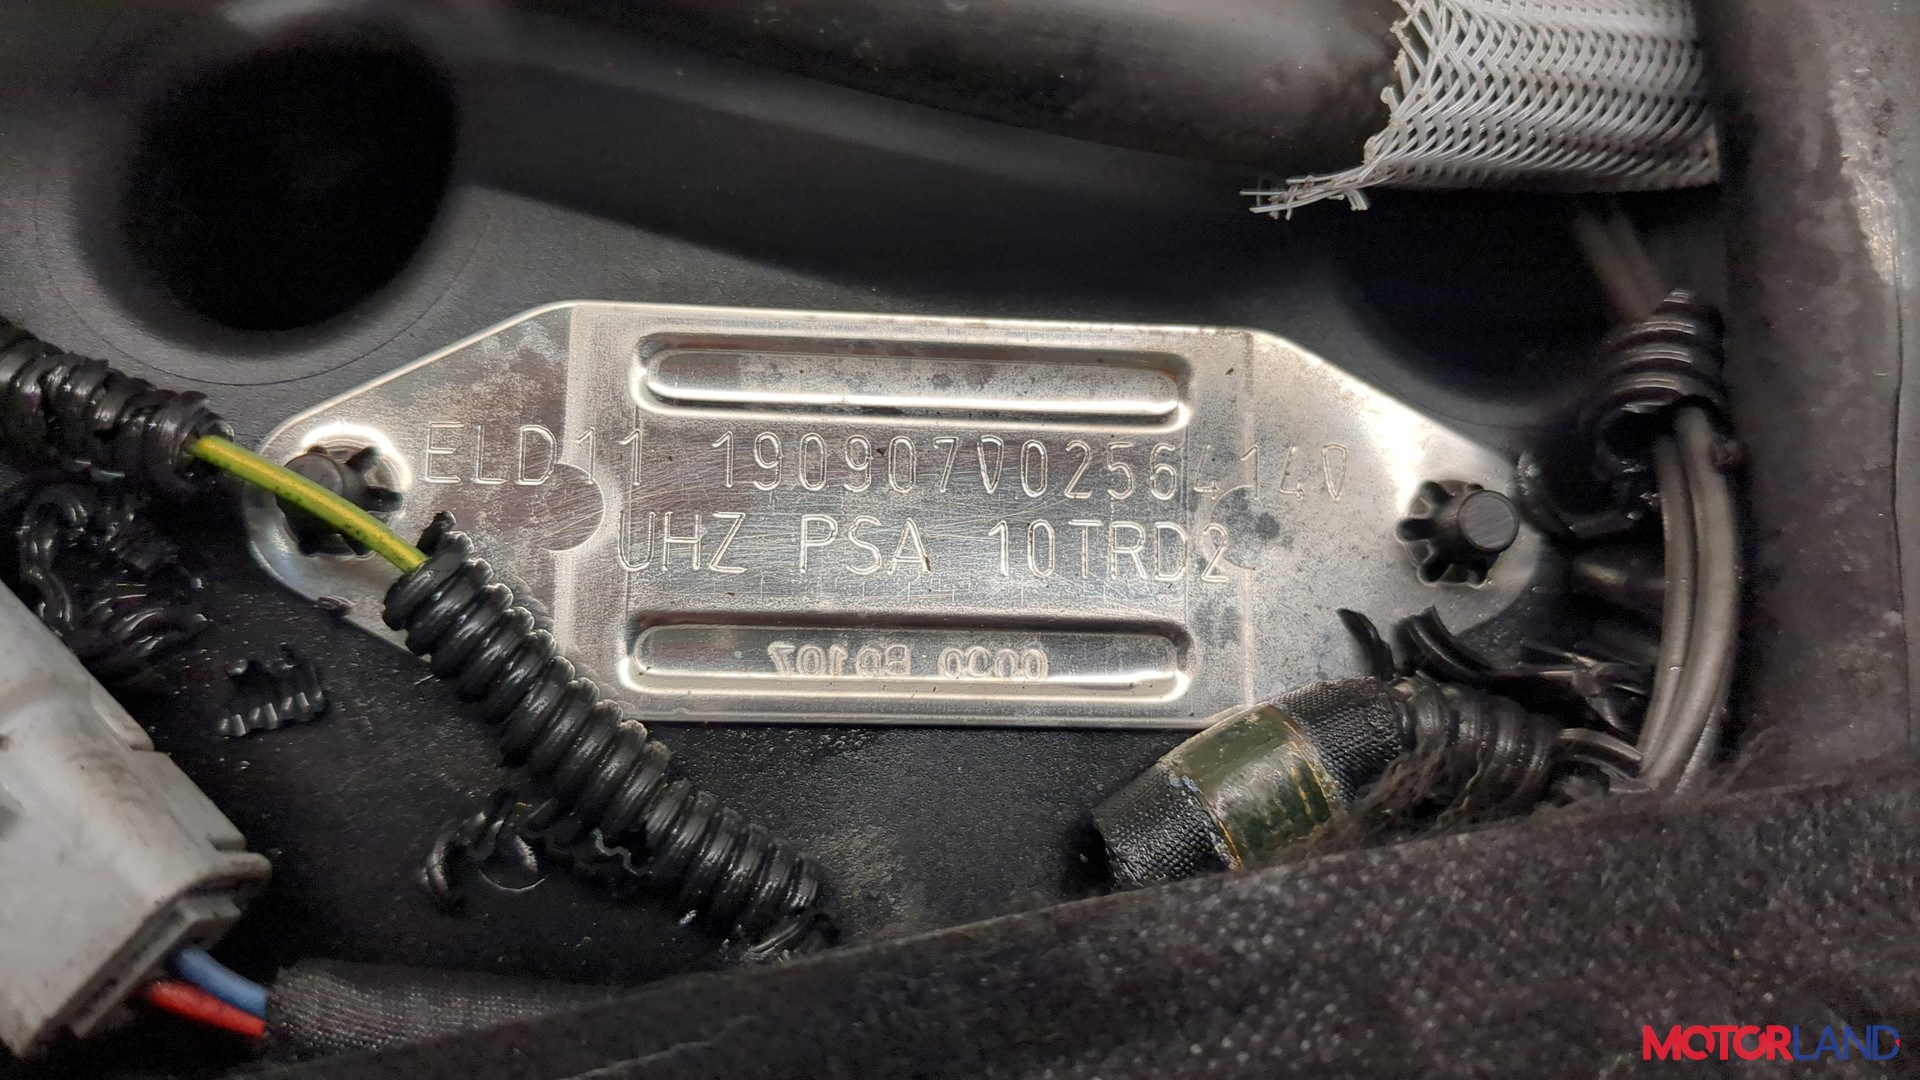 ELD11 190907V02564140
UHZ PSA 10TRD2
MOTORLAND